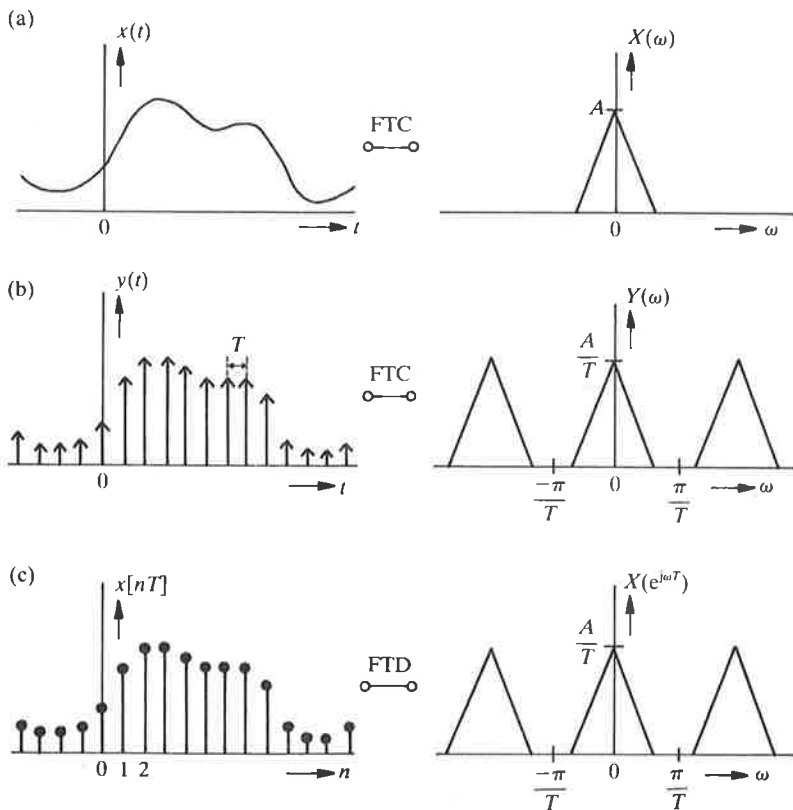 (a)
x(t)
X(ω)
A
FTC
0
t
0
ω
(b)
y(t)
Y(ω)
T
A/T
FTC
0
t
-π/T
0
π/T
ω
(c)
x[nT]
X(e^{jωT})
A/T
FTD
0 1 2
n
-π/T
0
π/T
ω